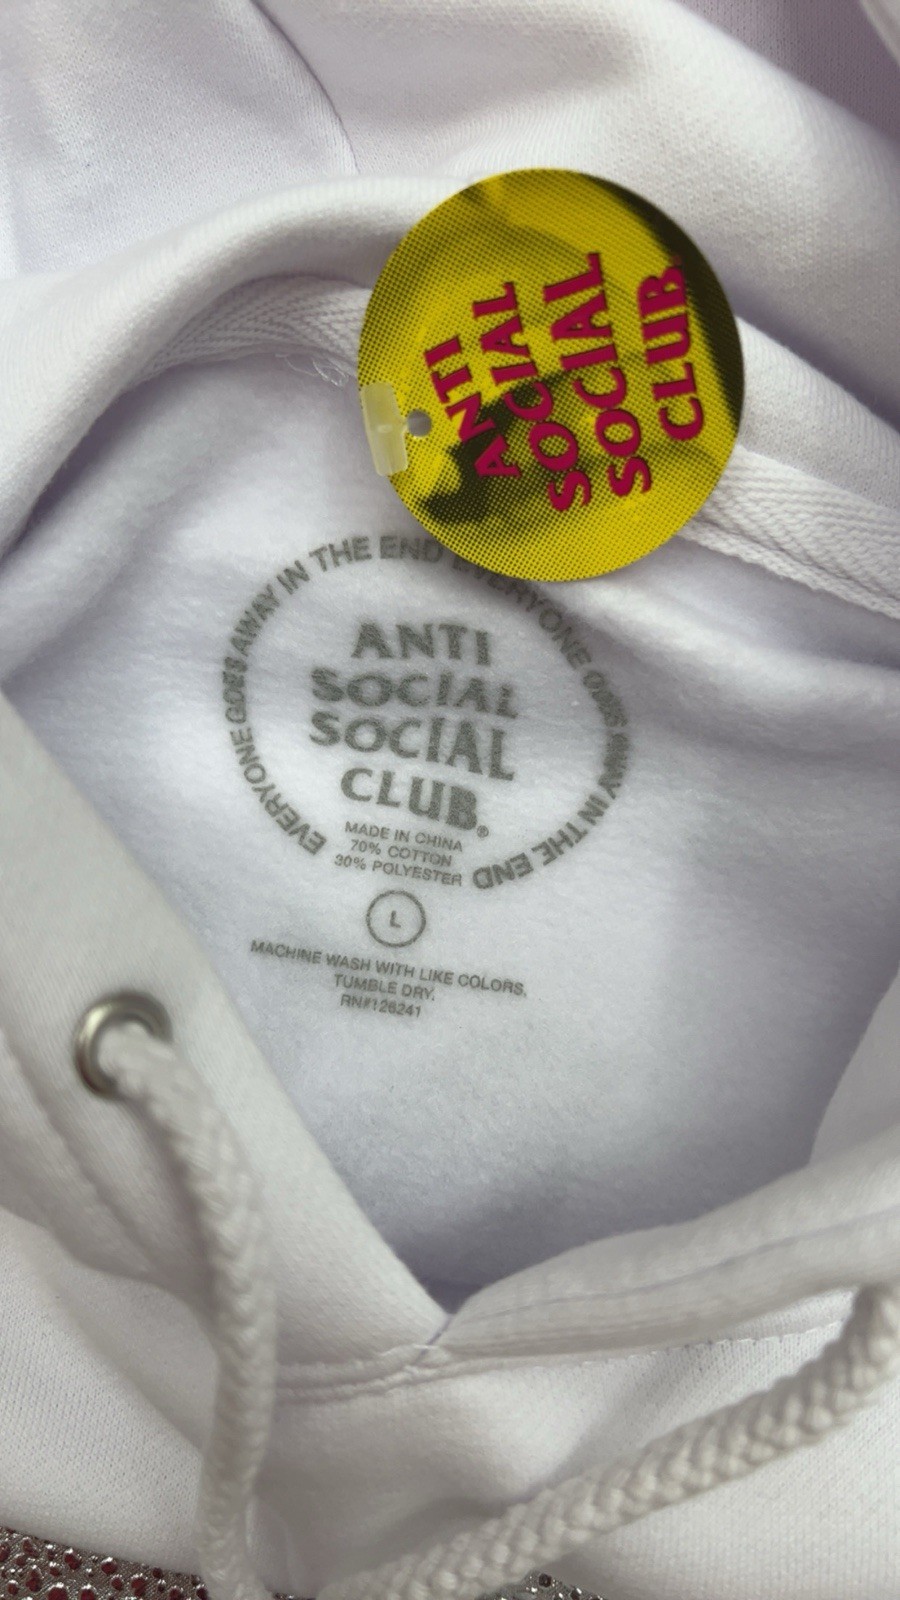 ANTI
SOCIAL
SOCIAL
CLUB
EVERYONE GOES AWAY IN THE END EVERYONE GOES AWAY IN THE END
ANTI
SOCIAL
SOCIAL
CLUB®
MADE IN CHINA
70% COTTON
30% POLYESTER
L
MACHINE WASH WITH LIKE COLORS,
TUMBLE DRY.
RN#126241